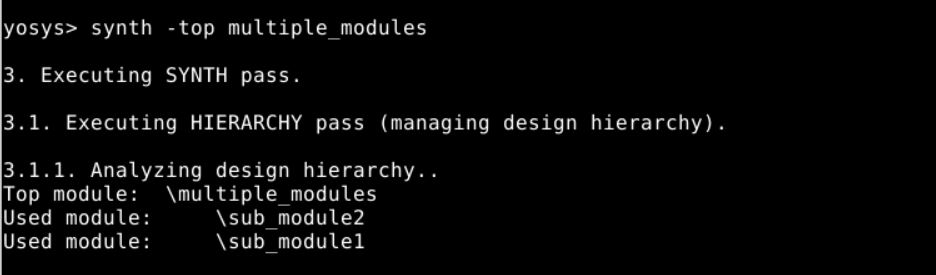 yosys> synth -top multiple_modules
3. Executing SYNTH pass.
3.1. Executing HIERARCHY pass (managing design hierarchy).
3.1.1. Analyzing design hierarchy..
Top module:  \multiple_modules
Used module:     \sub_module2
Used module:     \sub_module1